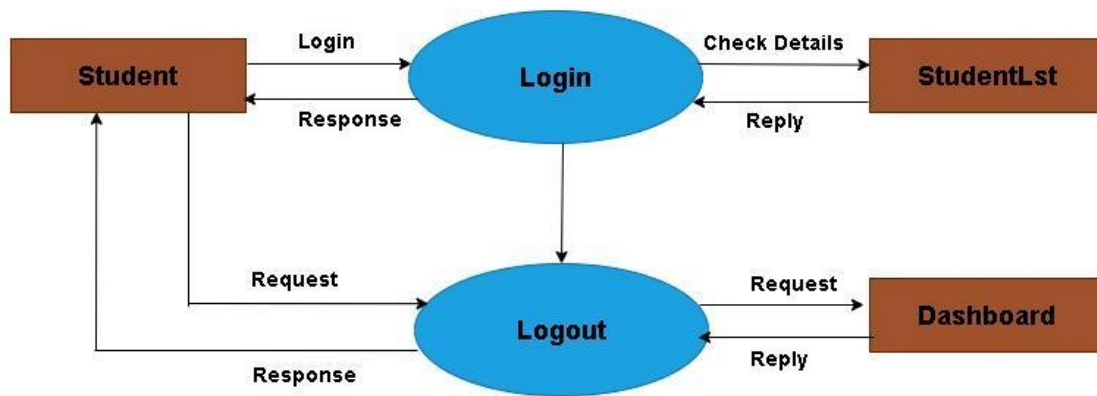 Login
Check Details
Student
Login
StudentLst
Response
Reply
Request
Request
Logout
Dashboard
Response
Reply